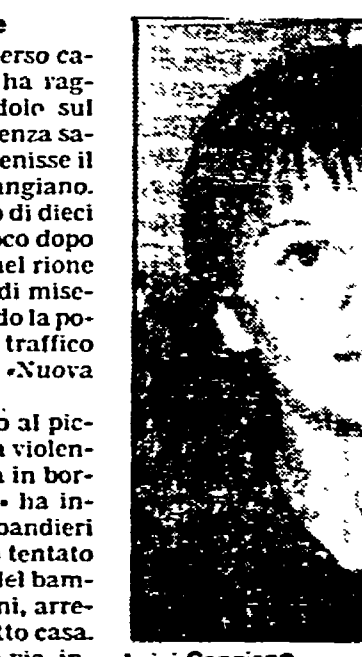 e
erso ca-
ha rag-
dolo sul
enza sa-
enisse il
angiano.
o di dieci
oco dopo
nel rione
di mise-
do la po-
traffico
«Nuova
ò al pic-
a violen-
a in bor-
• ha in-
bandieri
tentato
del bam-
ni, arre-
tto casa.